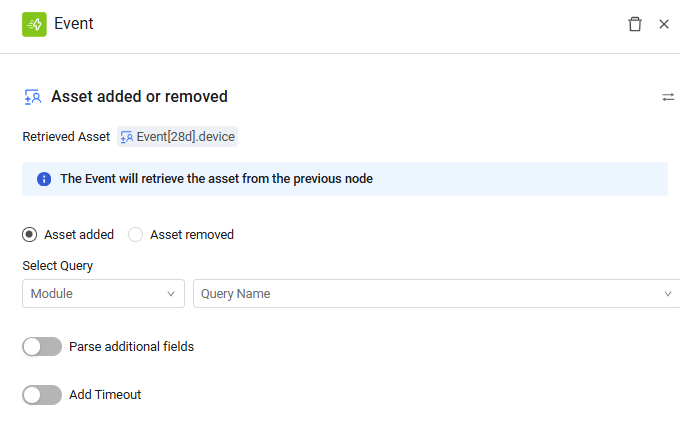 Event
Asset added or removed
Retrieved Asset Event[28d].device
The Event will retrieve the asset from the previous node
Asset added Asset removed
Select Query
Module Query Name
Parse additional fields
Add Timeout